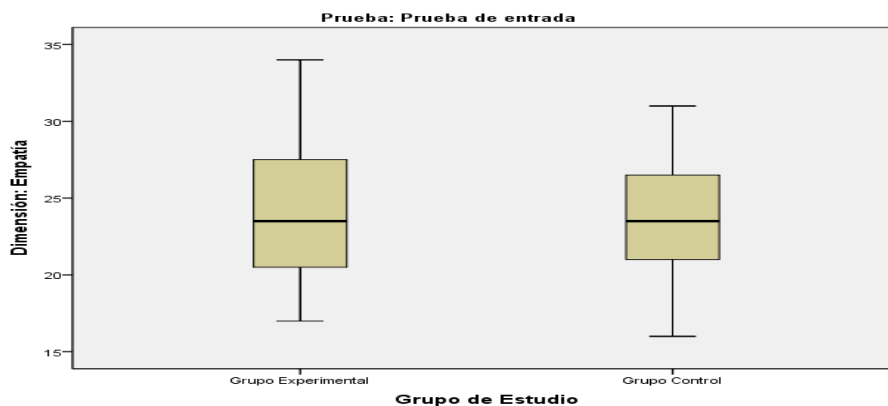 Prueba: Prueba de entrada
Dimensión: Empatía
35
30
25
20
15
Grupo Experimental
Grupo Control
Grupo de Estudio